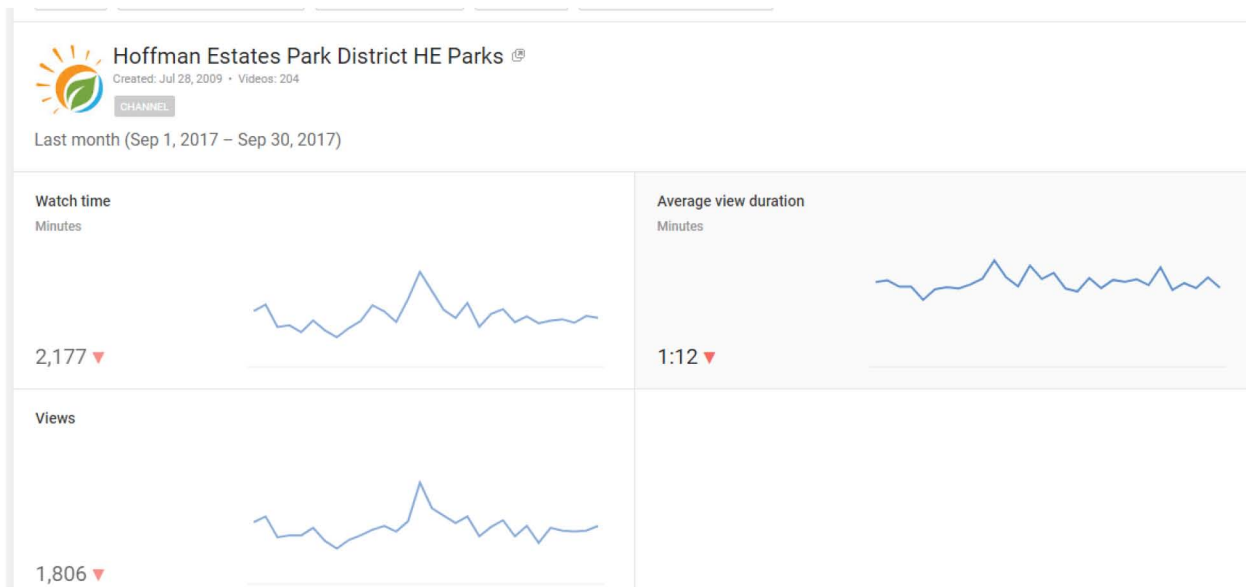 Hoffman Estates Park District HE Parks
Created: Jul 28, 2009 • Videos: 204
CHANNEL
Last month (Sep 1, 2017 – Sep 30, 2017)
Watch time
Minutes
2,177
Average view duration
Minutes
1:12
Views
1,806